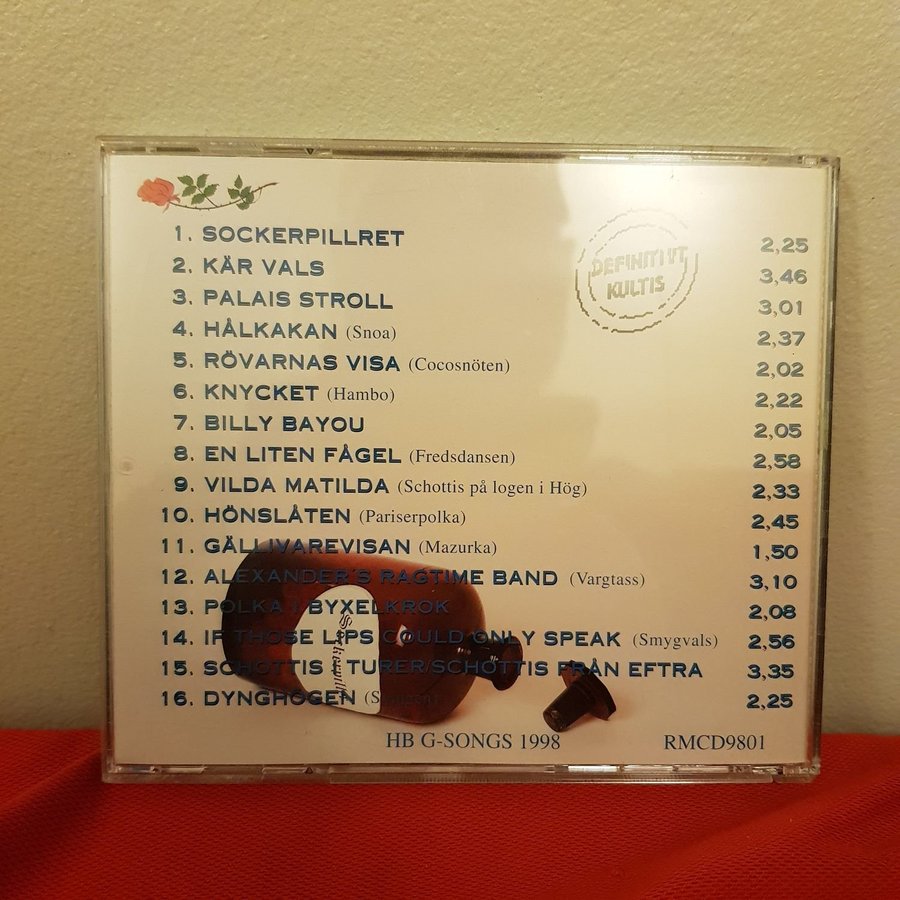 DEFINITIVT
KULTIS
1. SOCKERPILLRET 2,25
2. KÄR VALS 3,46
3. PALAIS STROLL 3,01
4. HÅLKAKAN (Snoa) 2,37
5. RÖVARNAS VISA (Cocosnöten) 2,02
6. KNYCKET (Hambo) 2,22
7. BILLY BAYOU 2,05
8. EN LITEN FÅGEL (Fredsdansen) 2,58
9. VILDA MATILDA (Schottis på logen i Hög) 2,33
10. HÖNSLÅTEN (Pariserpolka) 2,45
11. GÄLLIVAREVISAN (Mazurka) 1,50
12. ALEXANDER'S RAGTIME BAND (Vargtass) 3,10
13. POLKA I BYXELKROK 2,08
14. IF THOSE LIPS COULD ONLY SPEAK (Smygvals) 2,56
15. SCHOTTIS I TURER/SCHOTTIS FRÅN EFTRA 3,35
16. DYNGHÖGEN 2,25
HB G-SONGS 1998 RMCD9801